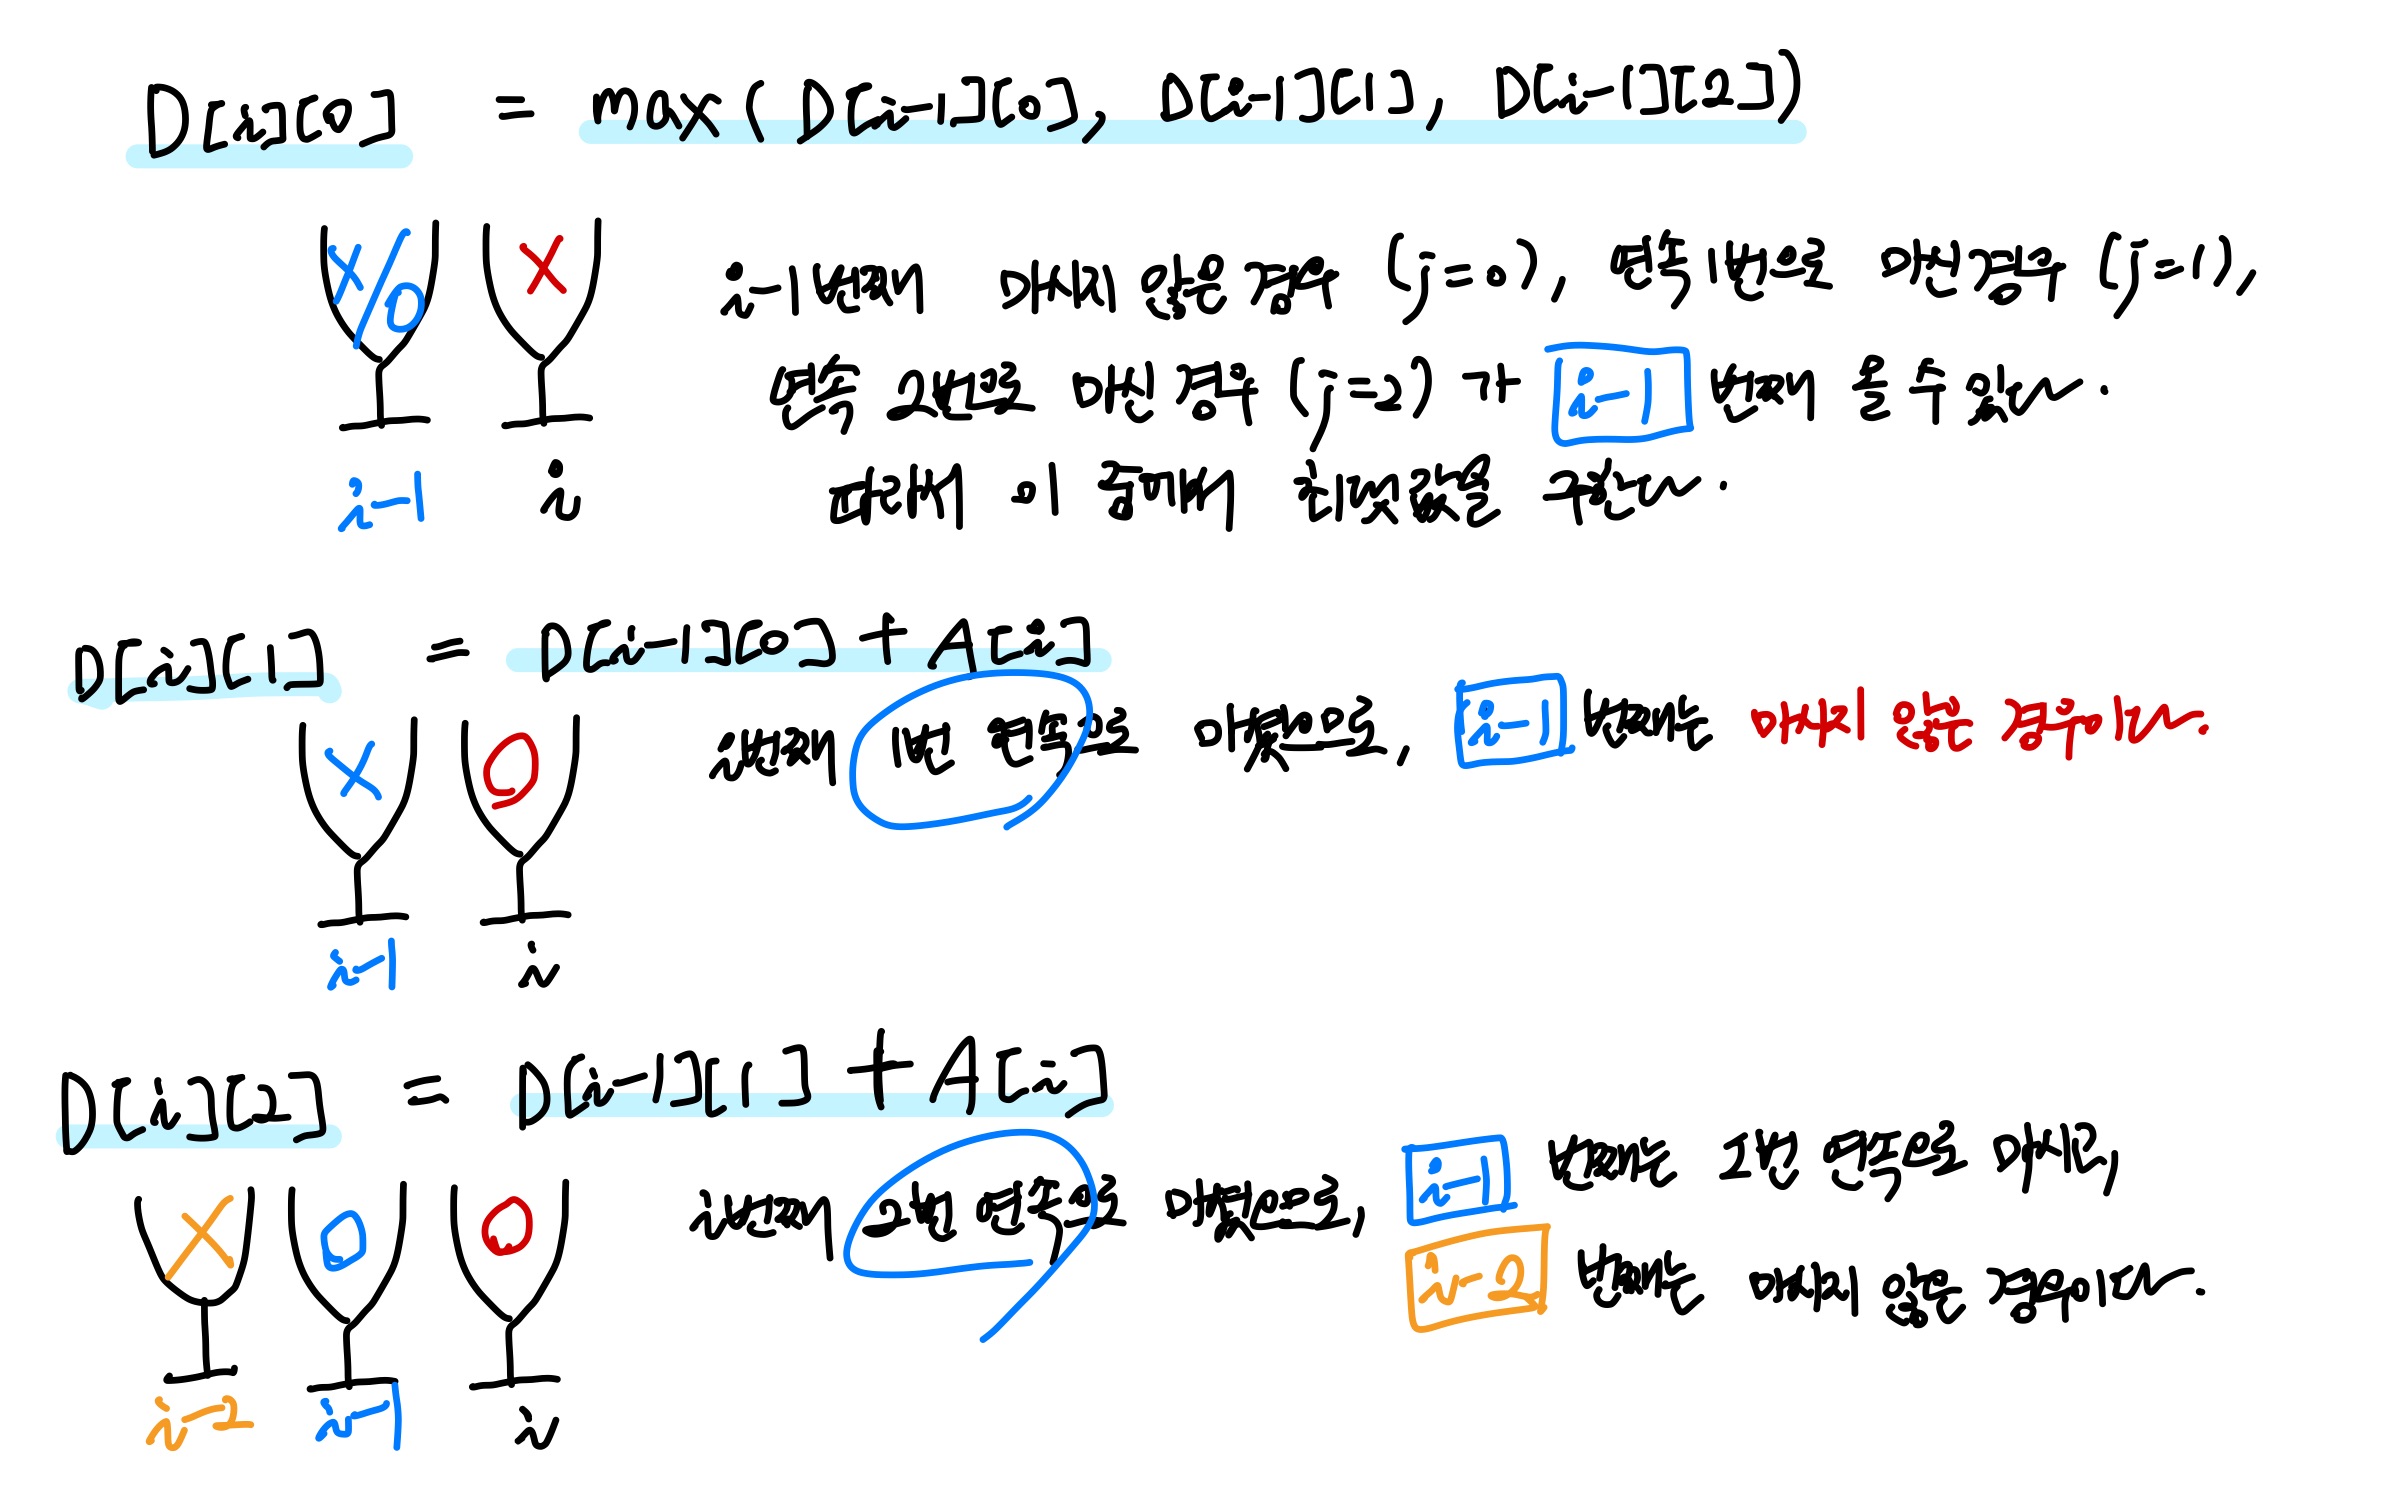 D[i][0] = max( D[i-1][0], D[i-1][1], D[i-1][2])
i-1번째 마시지 않은 경우 (j=0), 연속 1번으로 마신 경우 (j=1),
연속 2번으로 마신 경우 (j=2) 가 i-1 번째에 올 수 있다.
따라서 이 중에서 최댓값을 구한다.
i-1 i
D[i][1] = D[i-1][0] + A[i]
i번째에 1번 연속으로 마셨으므로, i-1 번째는 마시지 않은 경우이다.
i-1 i
D[i][2] = D[i-1][1] + A[i]
i번째에 2번 연속으로 마셨으므로, i-1 번째는 1번 연속으로 마시고,
i-2 번째는 마시지 않은 경우이다.
i-2 i-1 i